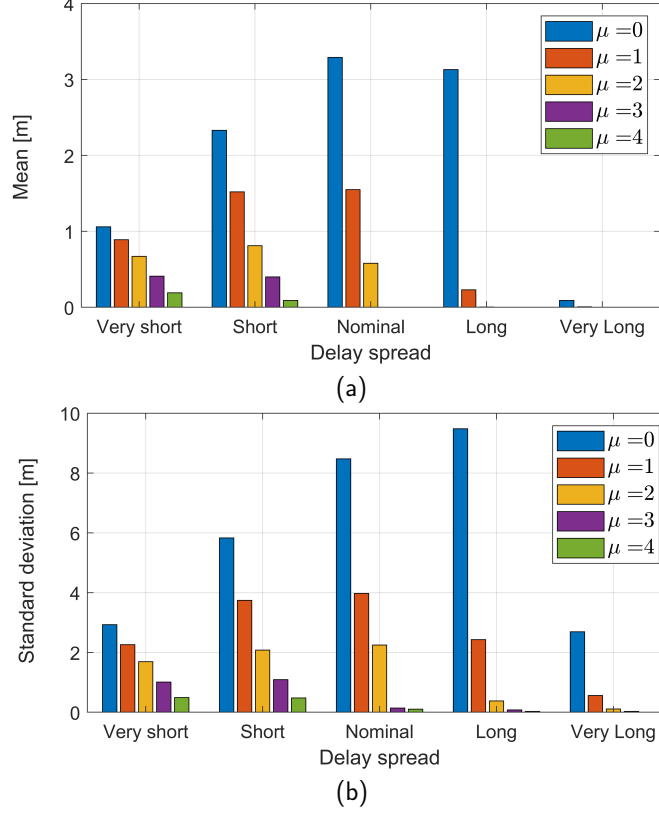 4
3
2
1
0
Mean [m]
μ =0
μ =1
μ =2
μ =3
μ =4
Very short Short Nominal Long Very Long
Delay spread
(a)
10
8
6
4
2
0
Standard deviation [m]
μ =0
μ =1
μ =2
μ =3
μ =4
Very short Short Nominal Long Very Long
Delay spread
(b)